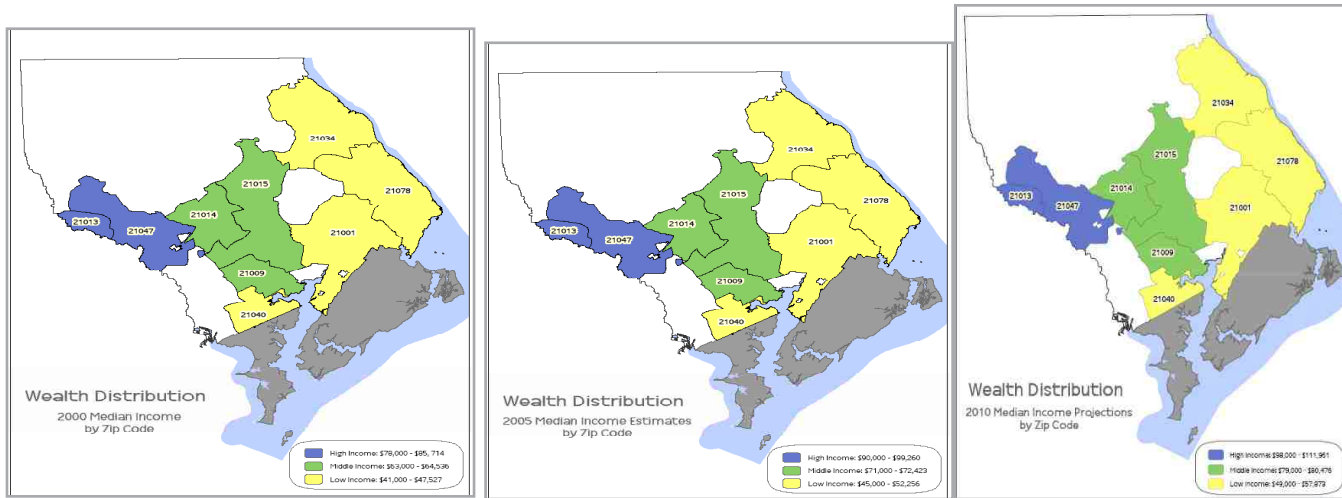 21034
21015
21078
21014
21013
21047
21001
21009
21040
Wealth Distribution
2000 Median Income
by Zip Code
High Income: $78,000 - $85, 714
Middle Income: $63,000 - $64,536
Low Income: $41,000 - $47,527
21034
21015
21078
21014
21013
21047
21001
21009
21040
Wealth Distribution
2005 Median Income Estimates
by Zip Code
High Income: $90,000 - $99,260
Middle Income: $71,000 - $72,423
Low Income: $45,000 - $52,256
21034
21015
21078
21014
21013
21047
21001
21009
21040
Wealth Distribution
2010 Median Income Projections
by Zip Code
High Income: $98,000 - $111,951
Middle Income: $79,000 - $80,476
Low Income: $49,000 - $57,873